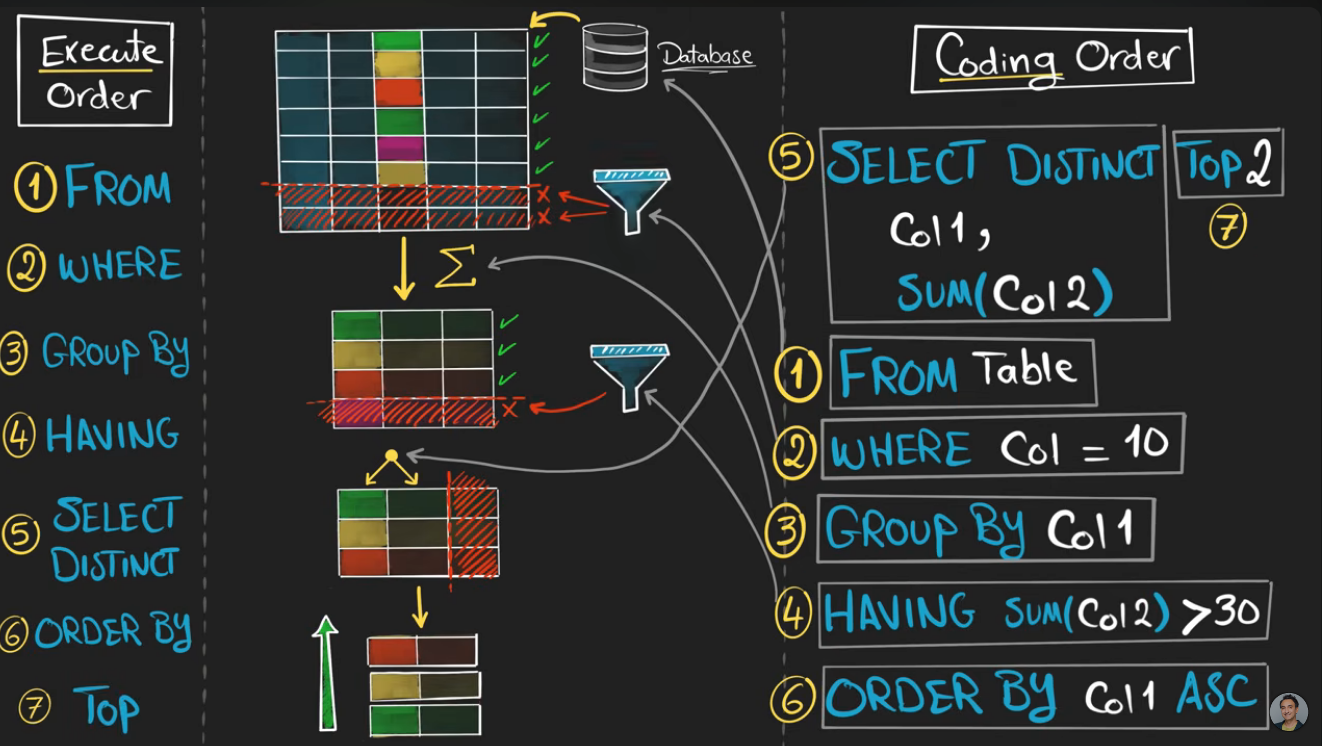 Execute
Order
1 FROM
2 WHERE
3 GROUP BY
4 HAVING
5 SELECT
DISTINCT
6 ORDER BY
7 TOP
Database
✓
✓
✓
✓
✓
✓
X
X
Σ
✓
✓
✓
X
Coding Order
5 SELECT DISTINCT TOP 2
7
Col1,
SUM(Col2)
1 FROM Table
2 WHERE Col = 10
3 GROUP BY Col1
4 HAVING SUM(Col2) >30
6 ORDER BY Col1 ASC